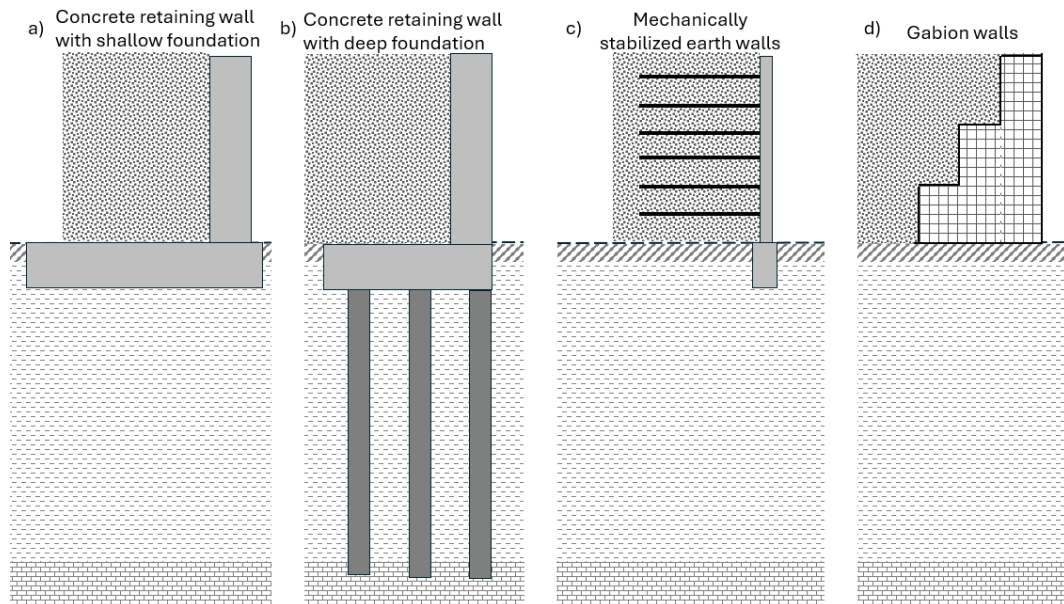 a) Concrete retaining wall
with shallow foundation
b) Concrete retaining wall
with deep foundation
c) Mechanically
stabilized earth walls
d) Gabion walls